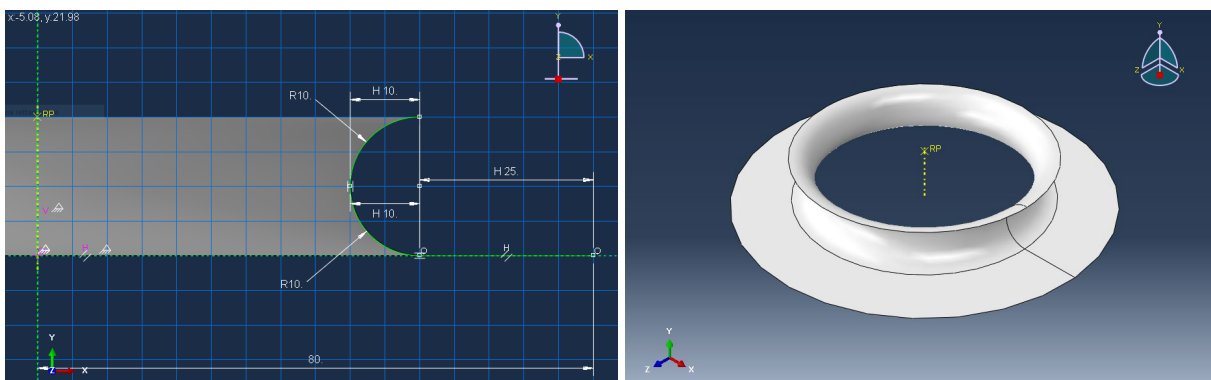 x:-5.08, y:21.98
Y
Z
X
H 10.
R10.
RP
H 25.
H
V
H 10.
H
H
R10.
Y
Z
X
80.
Y
Z
X
RP
Y
Z
X